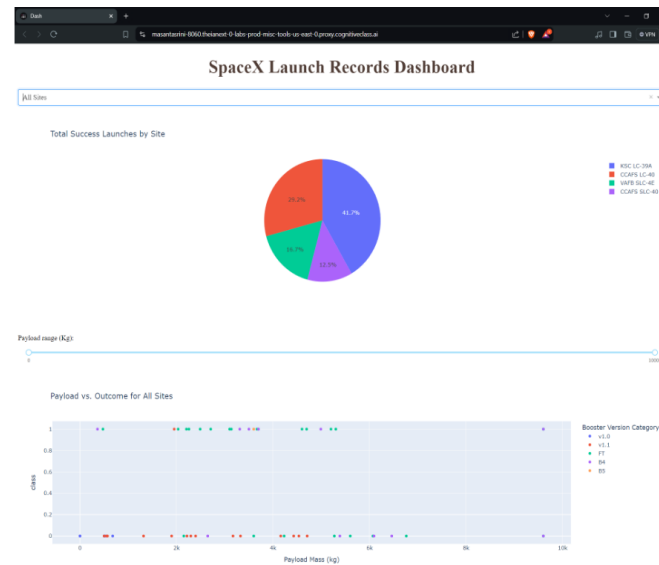 Dash
masantasrini-8060.theianext-0-labs-prod-misc-tools-us-east-0.proxy.cognitiveclass.ai
VPN
SpaceX Launch Records Dashboard
All Sites
Total Success Launches by Site
KSC LC-39A
CCAFS LC-40
VAFB SLC-4E
CCAFS SLC-40
29.2%
41.7%
16.7%
12.5%
Payload range (Kg):
0
1000
Payload vs. Outcome for All Sites
Booster Version Category
v1.0
v1.1
FT
B4
B5
class
1
0.8
0.6
0.4
0.2
0
0
2k
4k
6k
8k
10k
Payload Mass (kg)